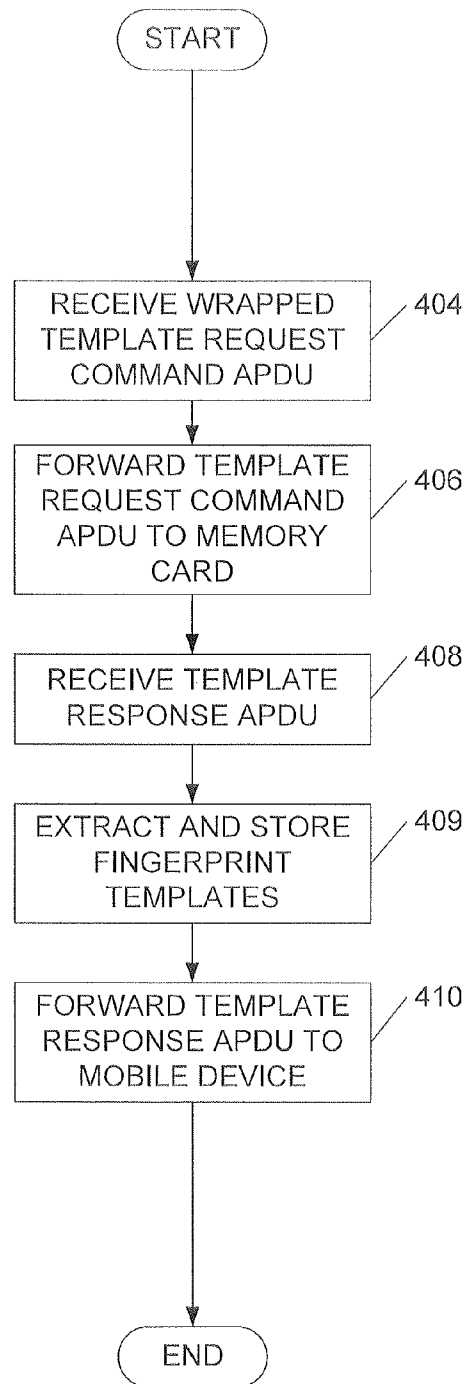 START
RECEIVE WRAPPED
TEMPLATE REQUEST
COMMAND APDU
404
FORWARD TEMPLATE
REQUEST COMMAND
APDU TO MEMORY
CARD
406
RECEIVE TEMPLATE
RESPONSE APDU
408
EXTRACT AND STORE
FINGERPRINT
TEMPLATES
409
FORWARD TEMPLATE
RESPONSE APDU TO
MOBILE DEVICE
410
END